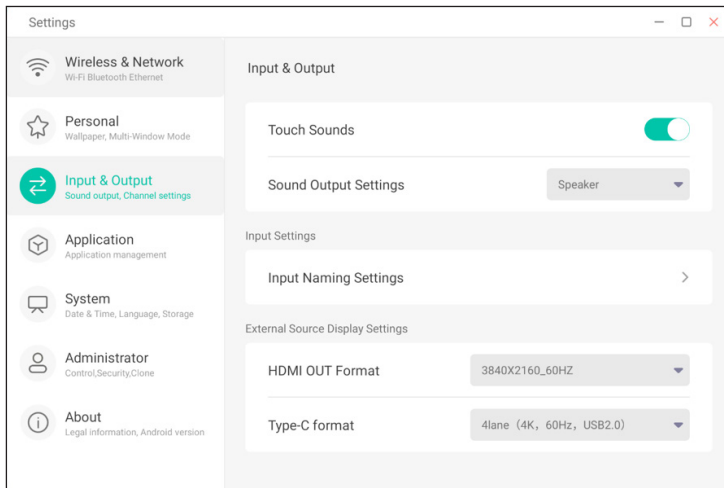 Settings
Wireless & Network
Wi-Fi Bluetooth Ethernet
Personal
Wallpaper, Multi-Window Mode
Input & Output
Sound output, Channel settings
Application
Application management
System
Date & Time, Language, Storage
Administrator
Control,Security,Clone
About
Legal information, Android version
Input & Output
Touch Sounds
Sound Output Settings
Speaker
Input Settings
Input Naming Settings
External Source Display Settings
HDMI OUT Format
3840X2160_60HZ
Type-C format
4lane（4K，60Hz，USB2.0）